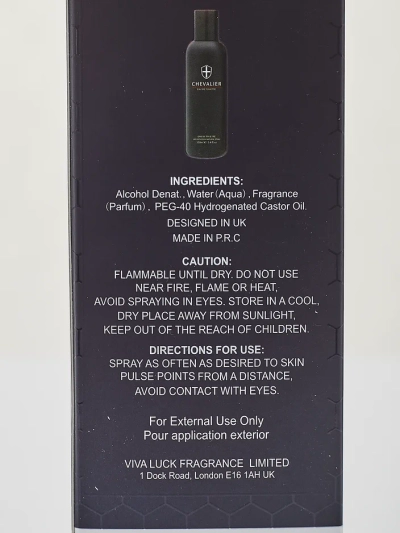 CHEVALIER
INGREDIENTS:
Alcohol Denat., Water(Aqua) , Fragrance
(Parfum) , PEG-40 Hydrogenated Castor Oil.
DESIGNED IN UK
MADE IN P.R.C
CAUTION:
FLAMMABLE UNTIL DRY. DO NOT USE
NEAR FIRE, FLAME OR HEAT,
AVOID SPRAYING IN EYES. STORE IN A COOL,
DRY PLACE AWAY FROM SUNLIGHT,
KEEP OUT OF THE REACH OF CHILDREN.
DIRECTIONS FOR USE:
SPRAY AS OFTEN AS DESIRED TO SKIN
PULSE POINTS FROM A DISTANCE,
AVOID CONTACT WITH EYES.
For External Use Only
Pour application exterior
VIVA LUCK FRAGRANCE LIMITED
1 Dock Road, London E16 1AH UK